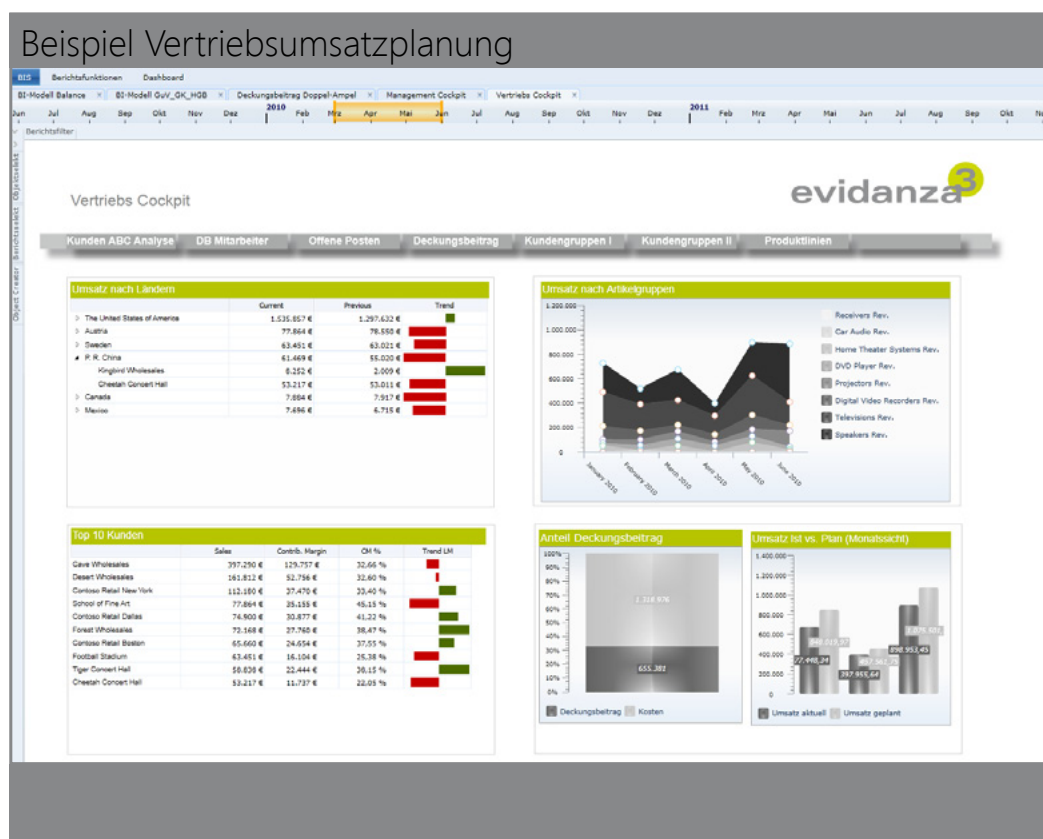 Beispiel Vertriebsumsatzplanung
BIS Berichtsfunktionen Dashboard
BI-Modell Balance × BI-Modell GuV_GK_HGB × Deckungsbeitrag Doppel-Ampel × Management Cockpit × Vertriebs Cockpit ×
2010 2011
Jun Jul Aug Sep Okt Nov Dez Feb Mrz Apr Mai Jun Jul Aug Sep Okt Nov Dez Feb Mrz Apr Mai Jun Jul Aug Sep Okt
Berichtsfilter
Objektselekt
Berichtsselekt
Object Creator
evidanza3
Vertriebs Cockpit
Kunden ABC Analyse DB Mitarbeiter Offene Posten Deckungsbeitrag Kundengruppen I Kundengruppen II Produktlinien
Umsatz nach Ländern
Current Previous Trend
The United States of America 1.535.857 € 1.297.632 €
Austria 77.864 € 78.550 €
Sweden 63.451 € 63.021 €
P. R. China 61.469 € 55.020 €
Kingbird Wholesales 8.252 € 2.009 €
Cheetah Concert Hall 53.217 € 53.011 €
Canada 7.884 € 7.917 €
Mexico 7.696 € 6.715 €
Umsatz nach Artikelgruppen
1.200.000
1.000.000
800.000
600.000
400.000
200.000
0
January 2010 February 2010 March 2010 April 2010 May 2010 June 2010
Receivers Rev.
Car Audio Rev.
Home Theater Systems Rev.
DVD Player Rev.
Projectors Rev.
Digital Video Recorders Rev.
Televisions Rev.
Speakers Rev.
Top 10 Kunden
Sales Contrib. Margin CM % Trend LM
Cave Wholesales 397.290 € 129.757 € 32,66 %
Desert Wholesales 161.812 € 52.756 € 32,60 %
Contoso Retail New York 112.180 € 37.470 € 33,40 %
School of Fine Art 77.864 € 35.155 € 45,15 %
Contoso Retail Dallas 74.900 € 30.877 € 41,22 %
Forest Wholesales 72.168 € 27.760 € 38,47 %
Contoso Retail Boston 65.660 € 24.654 € 37,55 %
Football Stadium 63.451 € 16.104 € 25,38 %
Tiger Concert Hall 58.836 € 22.444 € 38,15 %
Cheetah Concert Hall 53.217 € 11.737 € 22,05 %
Anteil Deckungsbeitrag
100%
90%
80%
70%
60%
50%
40%
30%
20%
10%
0%
1.318.976
655.381
Deckungsbeitrag Kosten
Umsatz Ist vs. Plan (Monatssicht)
1.400.000
1.200.000
1.000.000
800.000
600.000
400.000
200.000
0
397.955,64
898.953,45
Umsatz aktuell Umsatz geplant